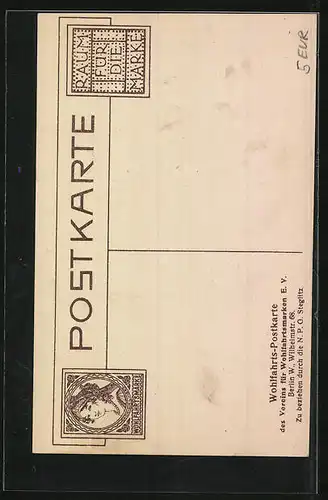 POSTKARTE
RAUM
FÜR
DIE
MARKE
WOHLFAHRTSMARKE
Wohlfahrts-Postkarte
des Vereins für Wohlfahrtsmarken E. V.
Berlin W., Wilhelmstr. 68.
Zu beziehen durch die N. P. G. Steglitz
5 EUR